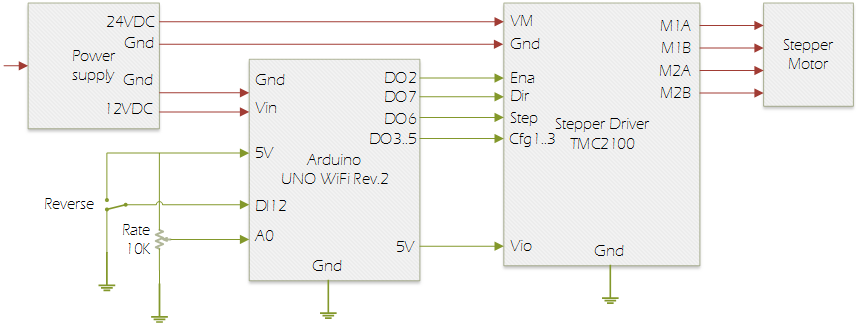 24VDC
Gnd
Power
supply
Gnd
12VDC
VM
Gnd
Ena
Dir
Step
Cfg1..3
Stepper Driver
TMC2100
Vio
Gnd
M1A
M1B
M2A
M2B
Stepper
Motor
Gnd
Vin
5V
DI12
A0
DO2
DO7
DO6
DO3..5
Arduino
UNO WiFi Rev.2
5V
Gnd
Reverse
Rate
10K